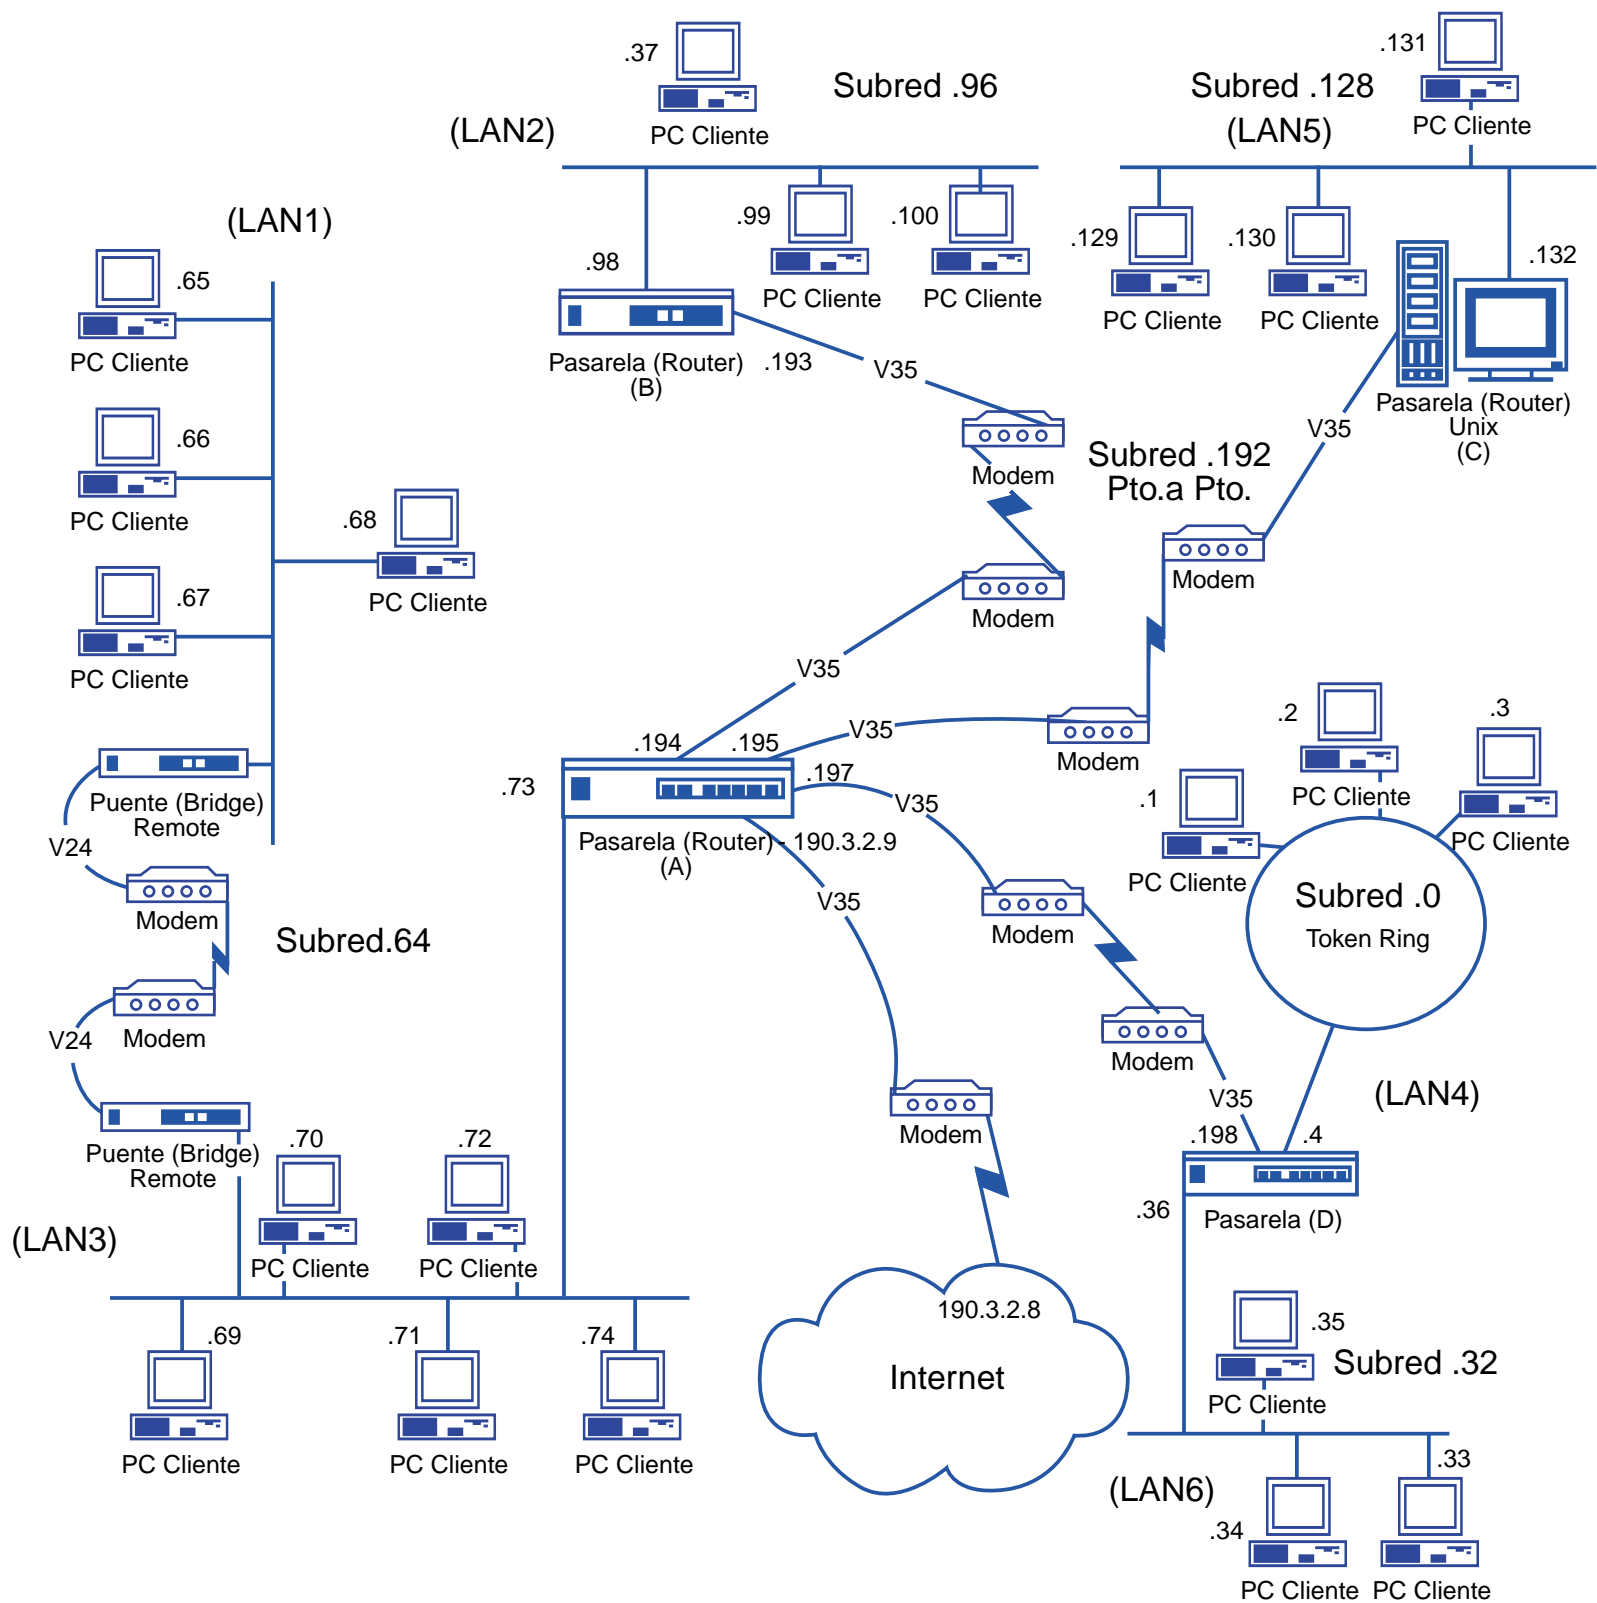 .37
PC Cliente
Subred .96
(LAN2)
.99
PC Cliente
.100
PC Cliente
.98
Pasarela (Router)
(B)
.193
V35
Modem
Modem
V35
Subred .128
(LAN5)
.131
PC Cliente
.129
PC Cliente
.130
PC Cliente
.132
Pasarela (Router)
Unix
(C)
V35
Subred .192
Pto.a Pto.
Modem
Modem
V35
(LAN1)
.65
PC Cliente
.66
PC Cliente
.67
PC Cliente
.68
PC Cliente
Puente (Bridge)
Remote
V24
Modem
Subred.64
Modem
V24
Puente (Bridge)
Remote
.194
.195
.197
.73
Pasarela (Router) - 190.3.2.9
(A)
V35
Modem
V35
Modem
Modem
V35
.1
PC Cliente
.2
PC Cliente
.3
PC Cliente
Subred .0
Token Ring
(LAN4)
.198
.4
.36
Pasarela (D)
(LAN3)
.70
PC Cliente
.72
PC Cliente
.69
PC Cliente
.71
PC Cliente
.74
PC Cliente
190.3.2.8
Internet
.35
PC Cliente
Subred .32
(LAN6)
.34
PC Cliente
.33
PC Cliente